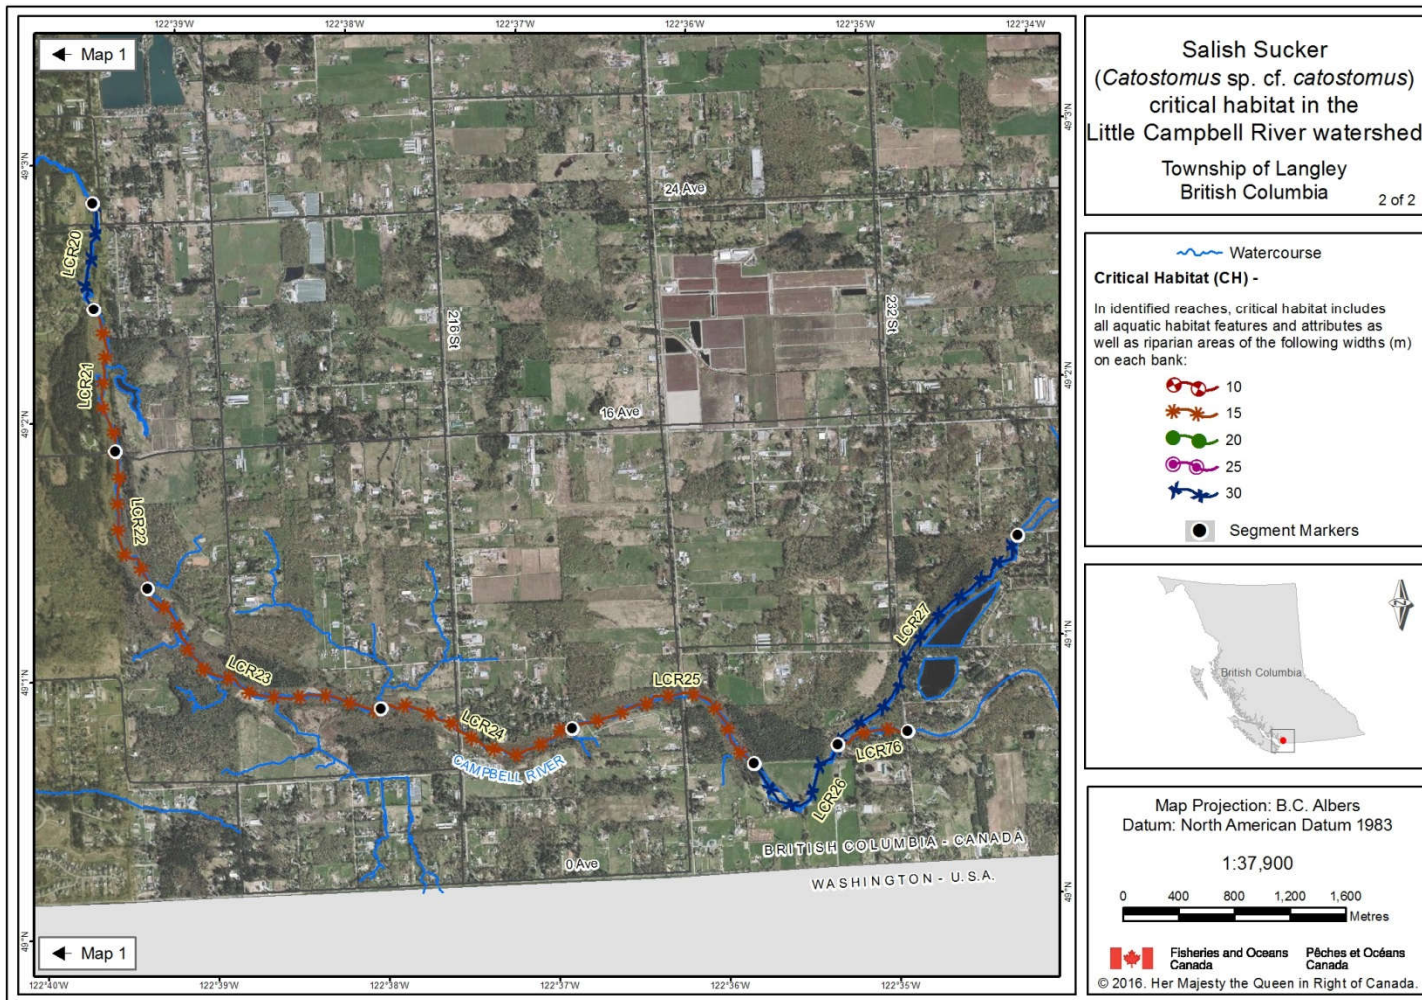 122°39'W
122°38'W
122°37'W
122°36'W
122°35'W
122°34'W
Map 1
49°3'N
49°3'N
24 Ave
LCR20
216 St
232 St
LCR21
16 Ave
49°2'N
49°2'N
LCR22
LCR27
49°1'N
LCR23
LCR25
49°1'N
LCR24
LCR76
CAMPBELL RIVER
LCR26
BRITISH COLUMBIA - CANADA
0 Ave
WASHINGTON - U.S.A.
49°N
49°N
Map 1
122°40'W
122°39'W
122°38'W
122°37'W
122°36'W
122°35'W
Salish Sucker
(Catostomus sp. cf. catostomus)
critical habitat in the
Little Campbell River watershed
Township of Langley
British Columbia
2 of 2
Watercourse
Critical Habitat (CH) -
In identified reaches, critical habitat includes
all aquatic habitat features and attributes as
well as riparian areas of the following widths (m)
on each bank:
10
15
20
25
30
Segment Markers
N
British Columbia
Map Projection: B.C. Albers
Datum: North American Datum 1983
1:37,900
0 400 800 1,200 1,600
Metres
Fisheries and Oceans Canada
Pêches et Océans Canada
© 2016. Her Majesty the Queen in Right of Canada.